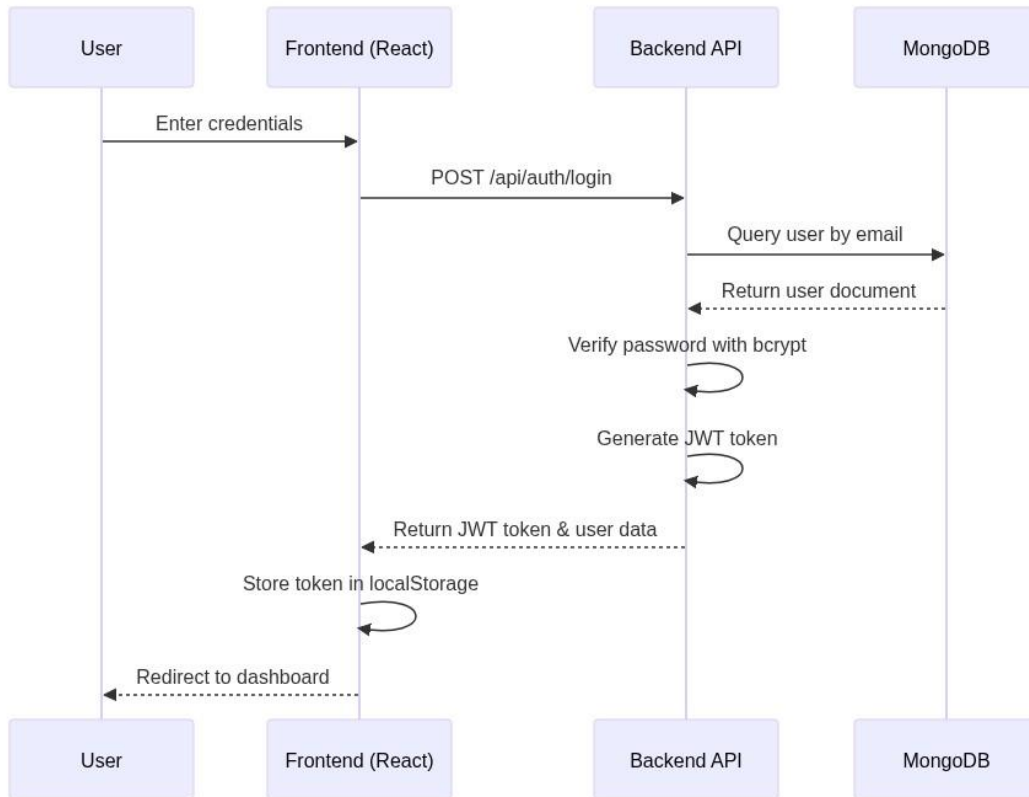 User
Frontend (React)
Backend API
MongoDB
Enter credentials
POST /api/auth/login
Query user by email
Return user document
Verify password with bcrypt
Generate JWT token
Return JWT token & user data
Store token in localStorage
Redirect to dashboard
User
Frontend (React)
Backend API
MongoDB